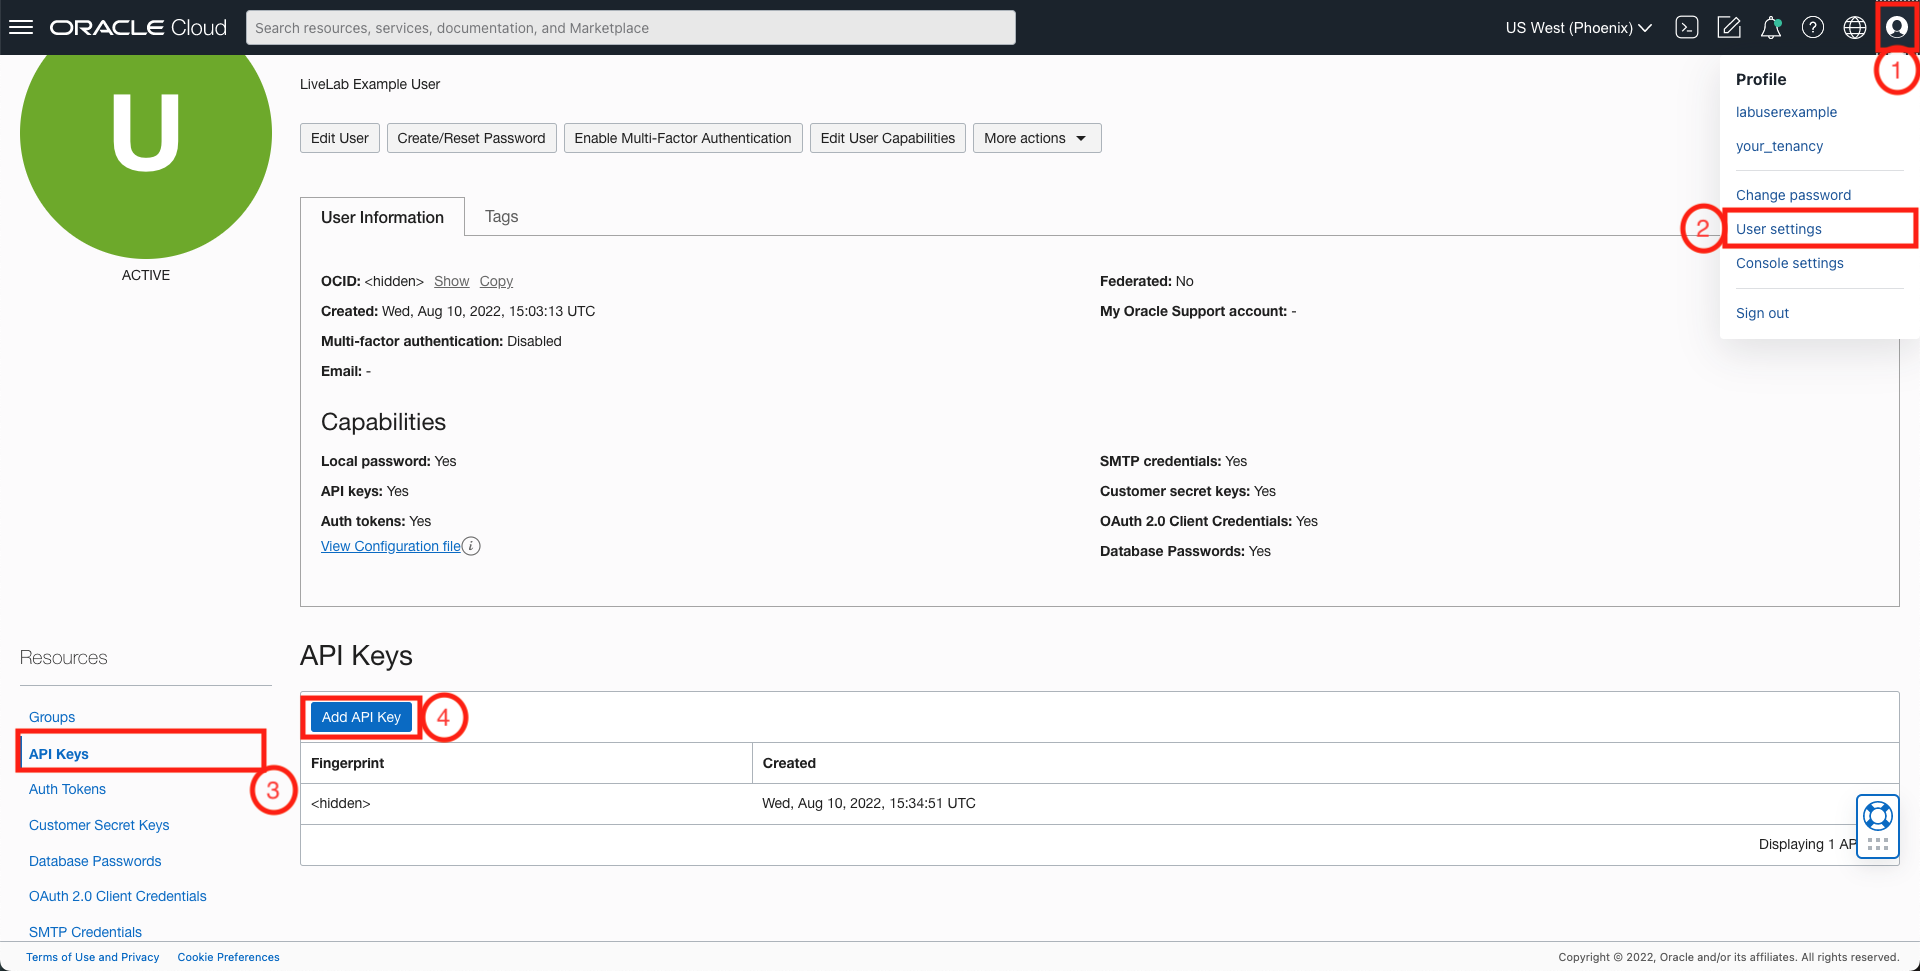 ORACLE Cloud
Search resources, services, documentation, and Marketplace
US West (Phoenix)
1
Profile
labuserexample
your_tenancy
Change password
2
User settings
Console settings
Sign out
U
ACTIVE
LiveLab Example User
Edit User
Create/Reset Password
Enable Multi-Factor Authentication
Edit User Capabilities
More actions
User Information
Tags
OCID: <hidden> Show Copy
Created: Wed, Aug 10, 2022, 15:03:13 UTC
Multi-factor authentication: Disabled
Email: -
Federated: No
My Oracle Support account: -
Capabilities
Local password: Yes
API keys: Yes
Auth tokens: Yes
View Configuration file
SMTP credentials: Yes
Customer secret keys: Yes
OAuth 2.0 Client Credentials: Yes
Database Passwords: Yes
Resources
Groups
API Keys
3
Auth Tokens
Customer Secret Keys
Database Passwords
OAuth 2.0 Client Credentials
SMTP Credentials
API Keys
Add API Key
4
Fingerprint
Created
<hidden>
Wed, Aug 10, 2022, 15:34:51 UTC
Displaying 1 AP
Terms of Use and Privacy
Cookie Preferences
Copyright © 2022, Oracle and/or its affiliates. All rights reserved.